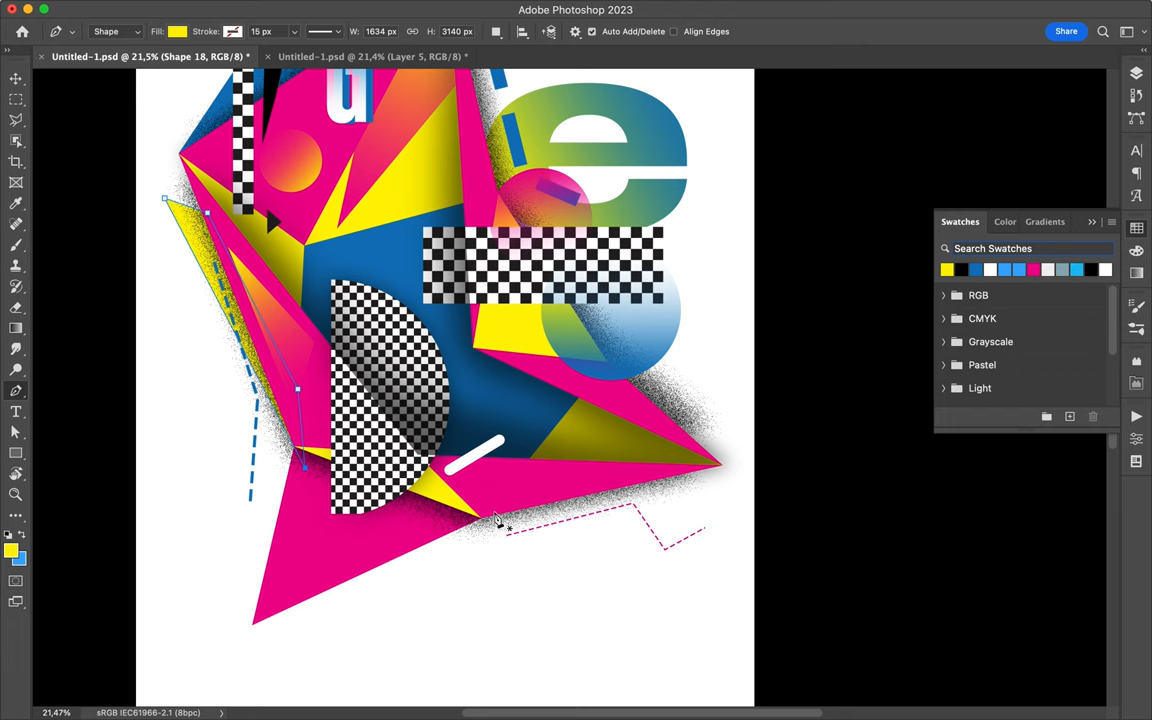 Adobe Photoshop 2023
Shape Fill: Stroke: 15 px W: 1634 px H: 3140 px Auto Add/Delete Align Edges Share
Untitled-1.psd @ 21,5% (Shape 18, RGB/8) * Untitled-1.psd @ 21,4% (Layer 5, RGB/8) *
u
e
Swatches Color Gradients
Search Swatches
RGB
CMYK
Grayscale
Pastel
Light
21,47% sRGB IEC61966-2.1 (8bpc)